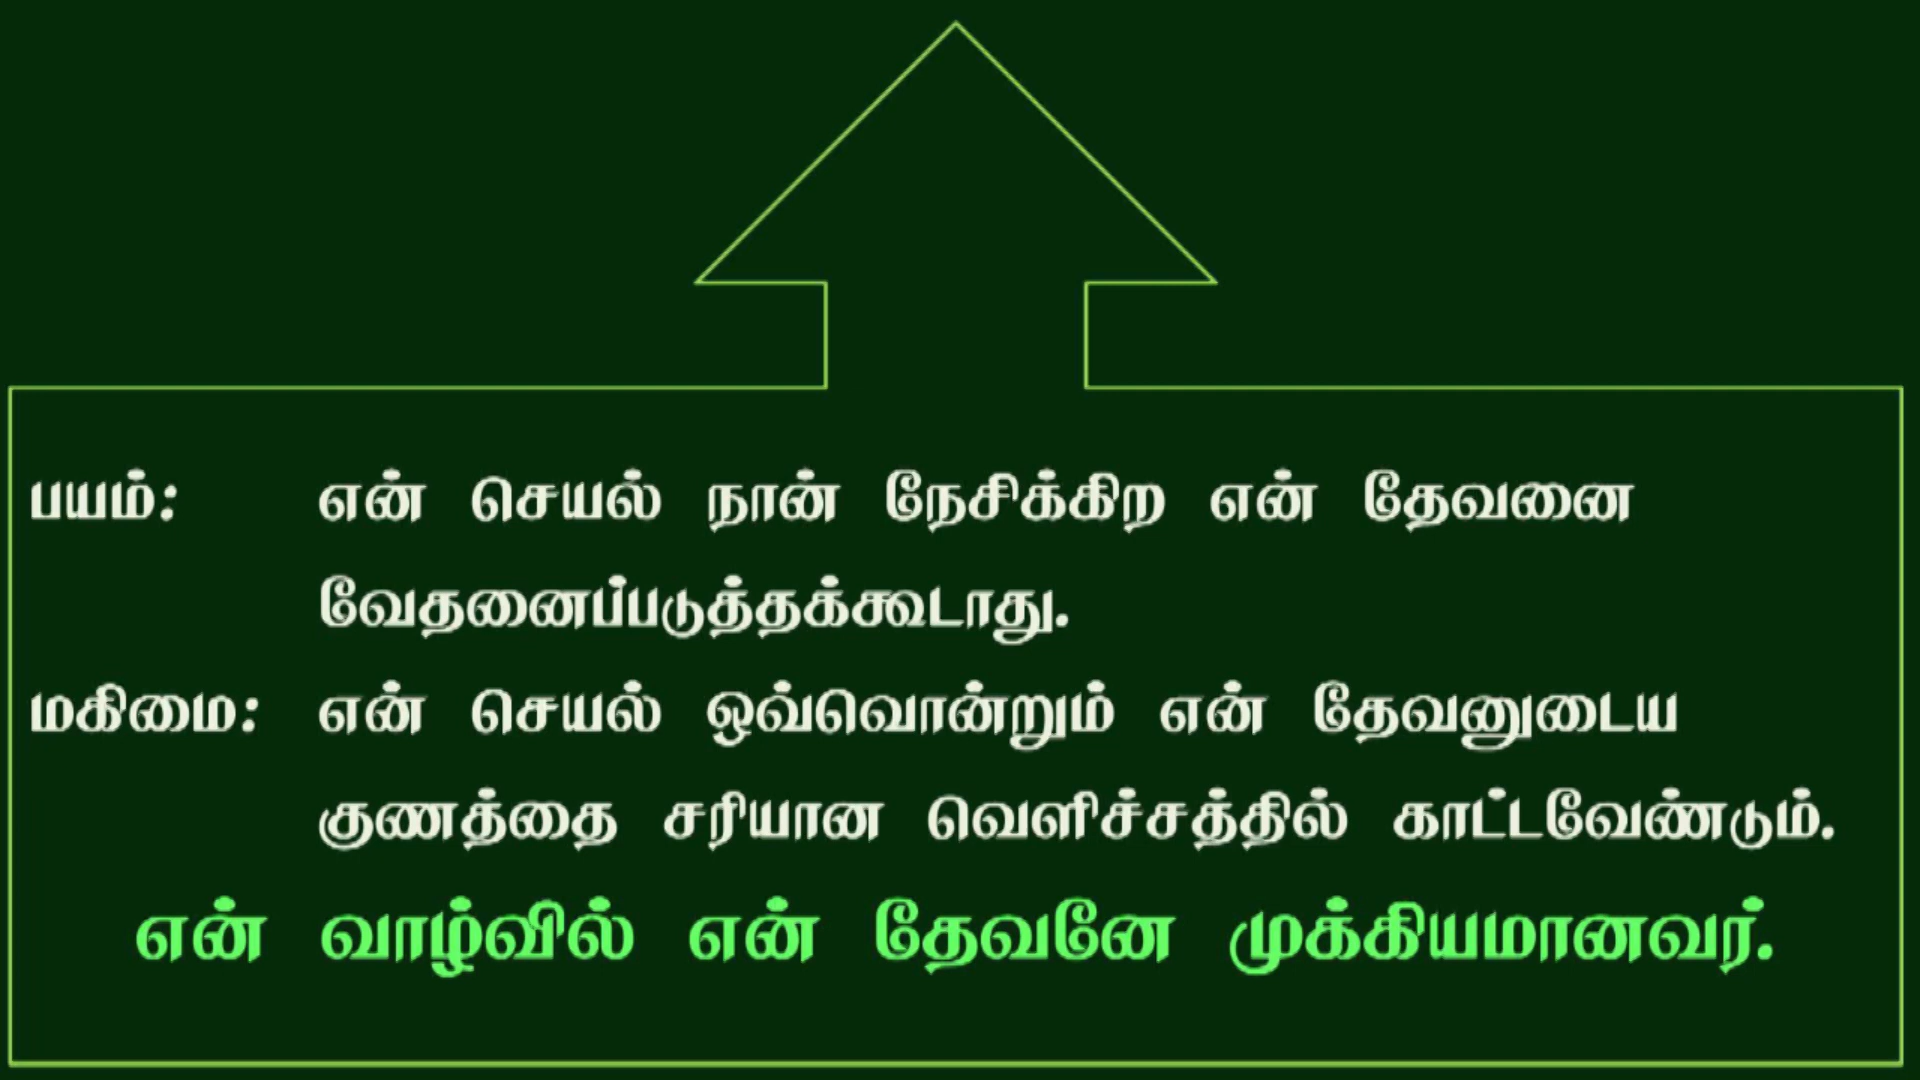 பயம்: என் செயல் நான் நேசிக்கிற என் தேவனை
வேதனைப்படுத்தக்கூடாது.
மகிமை: என் செயல் ஒவ்வொன்றும் என் தேவனுடைய
குணத்தை சரியான வெளிச்சத்தில் காட்டவேண்டும்.
என் வாழ்வில் என் தேவனே முக்கியமானவர்.